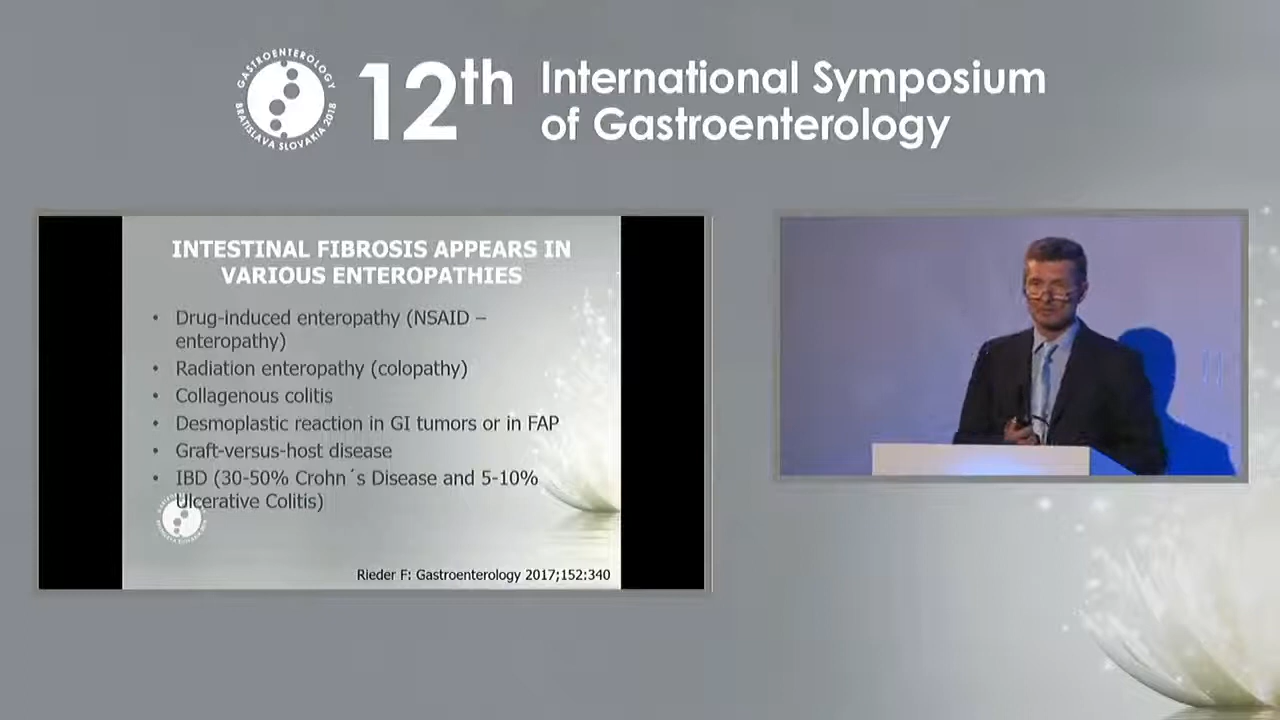 GASTROENTEROLOGY
BRATISLAVA SLOVAKIA 2018
12th
International Symposium
of Gastroenterology
INTESTINAL FIBROSIS APPEARS IN
VARIOUS ENTEROPATHIES
• Drug-induced enteropathy (NSAID –
enteropathy)
• Radiation enteropathy (colopathy)
• Collagenous colitis
• Desmoplastic reaction in GI tumors or in FAP
• Graft-versus-host disease
• IBD (30-50% Crohn´s Disease and 5-10%
Ulcerative Colitis)
Rieder F: Gastroenterology 2017;152:340